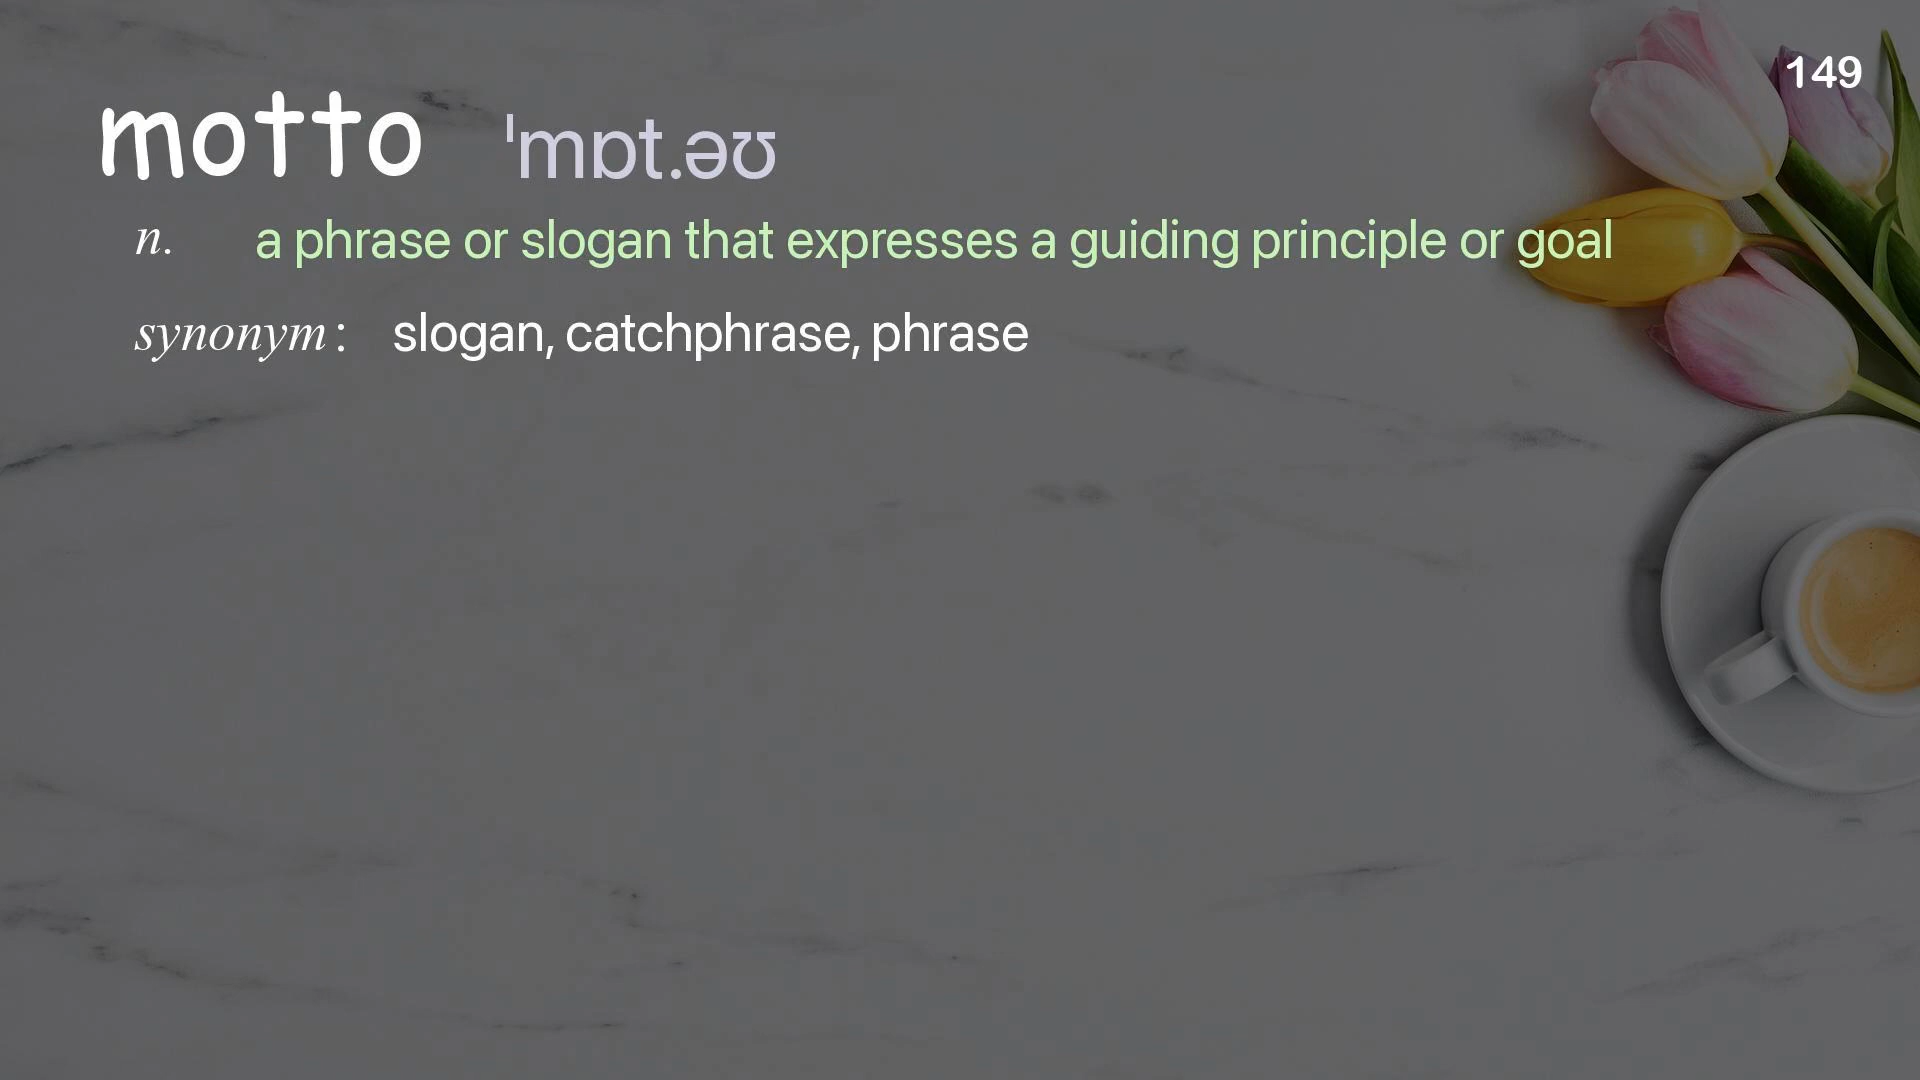 149
motto ˈmɒt.əʊ
n. a phrase or slogan that expresses a guiding principle or goal
synonym: slogan, catchphrase, phrase